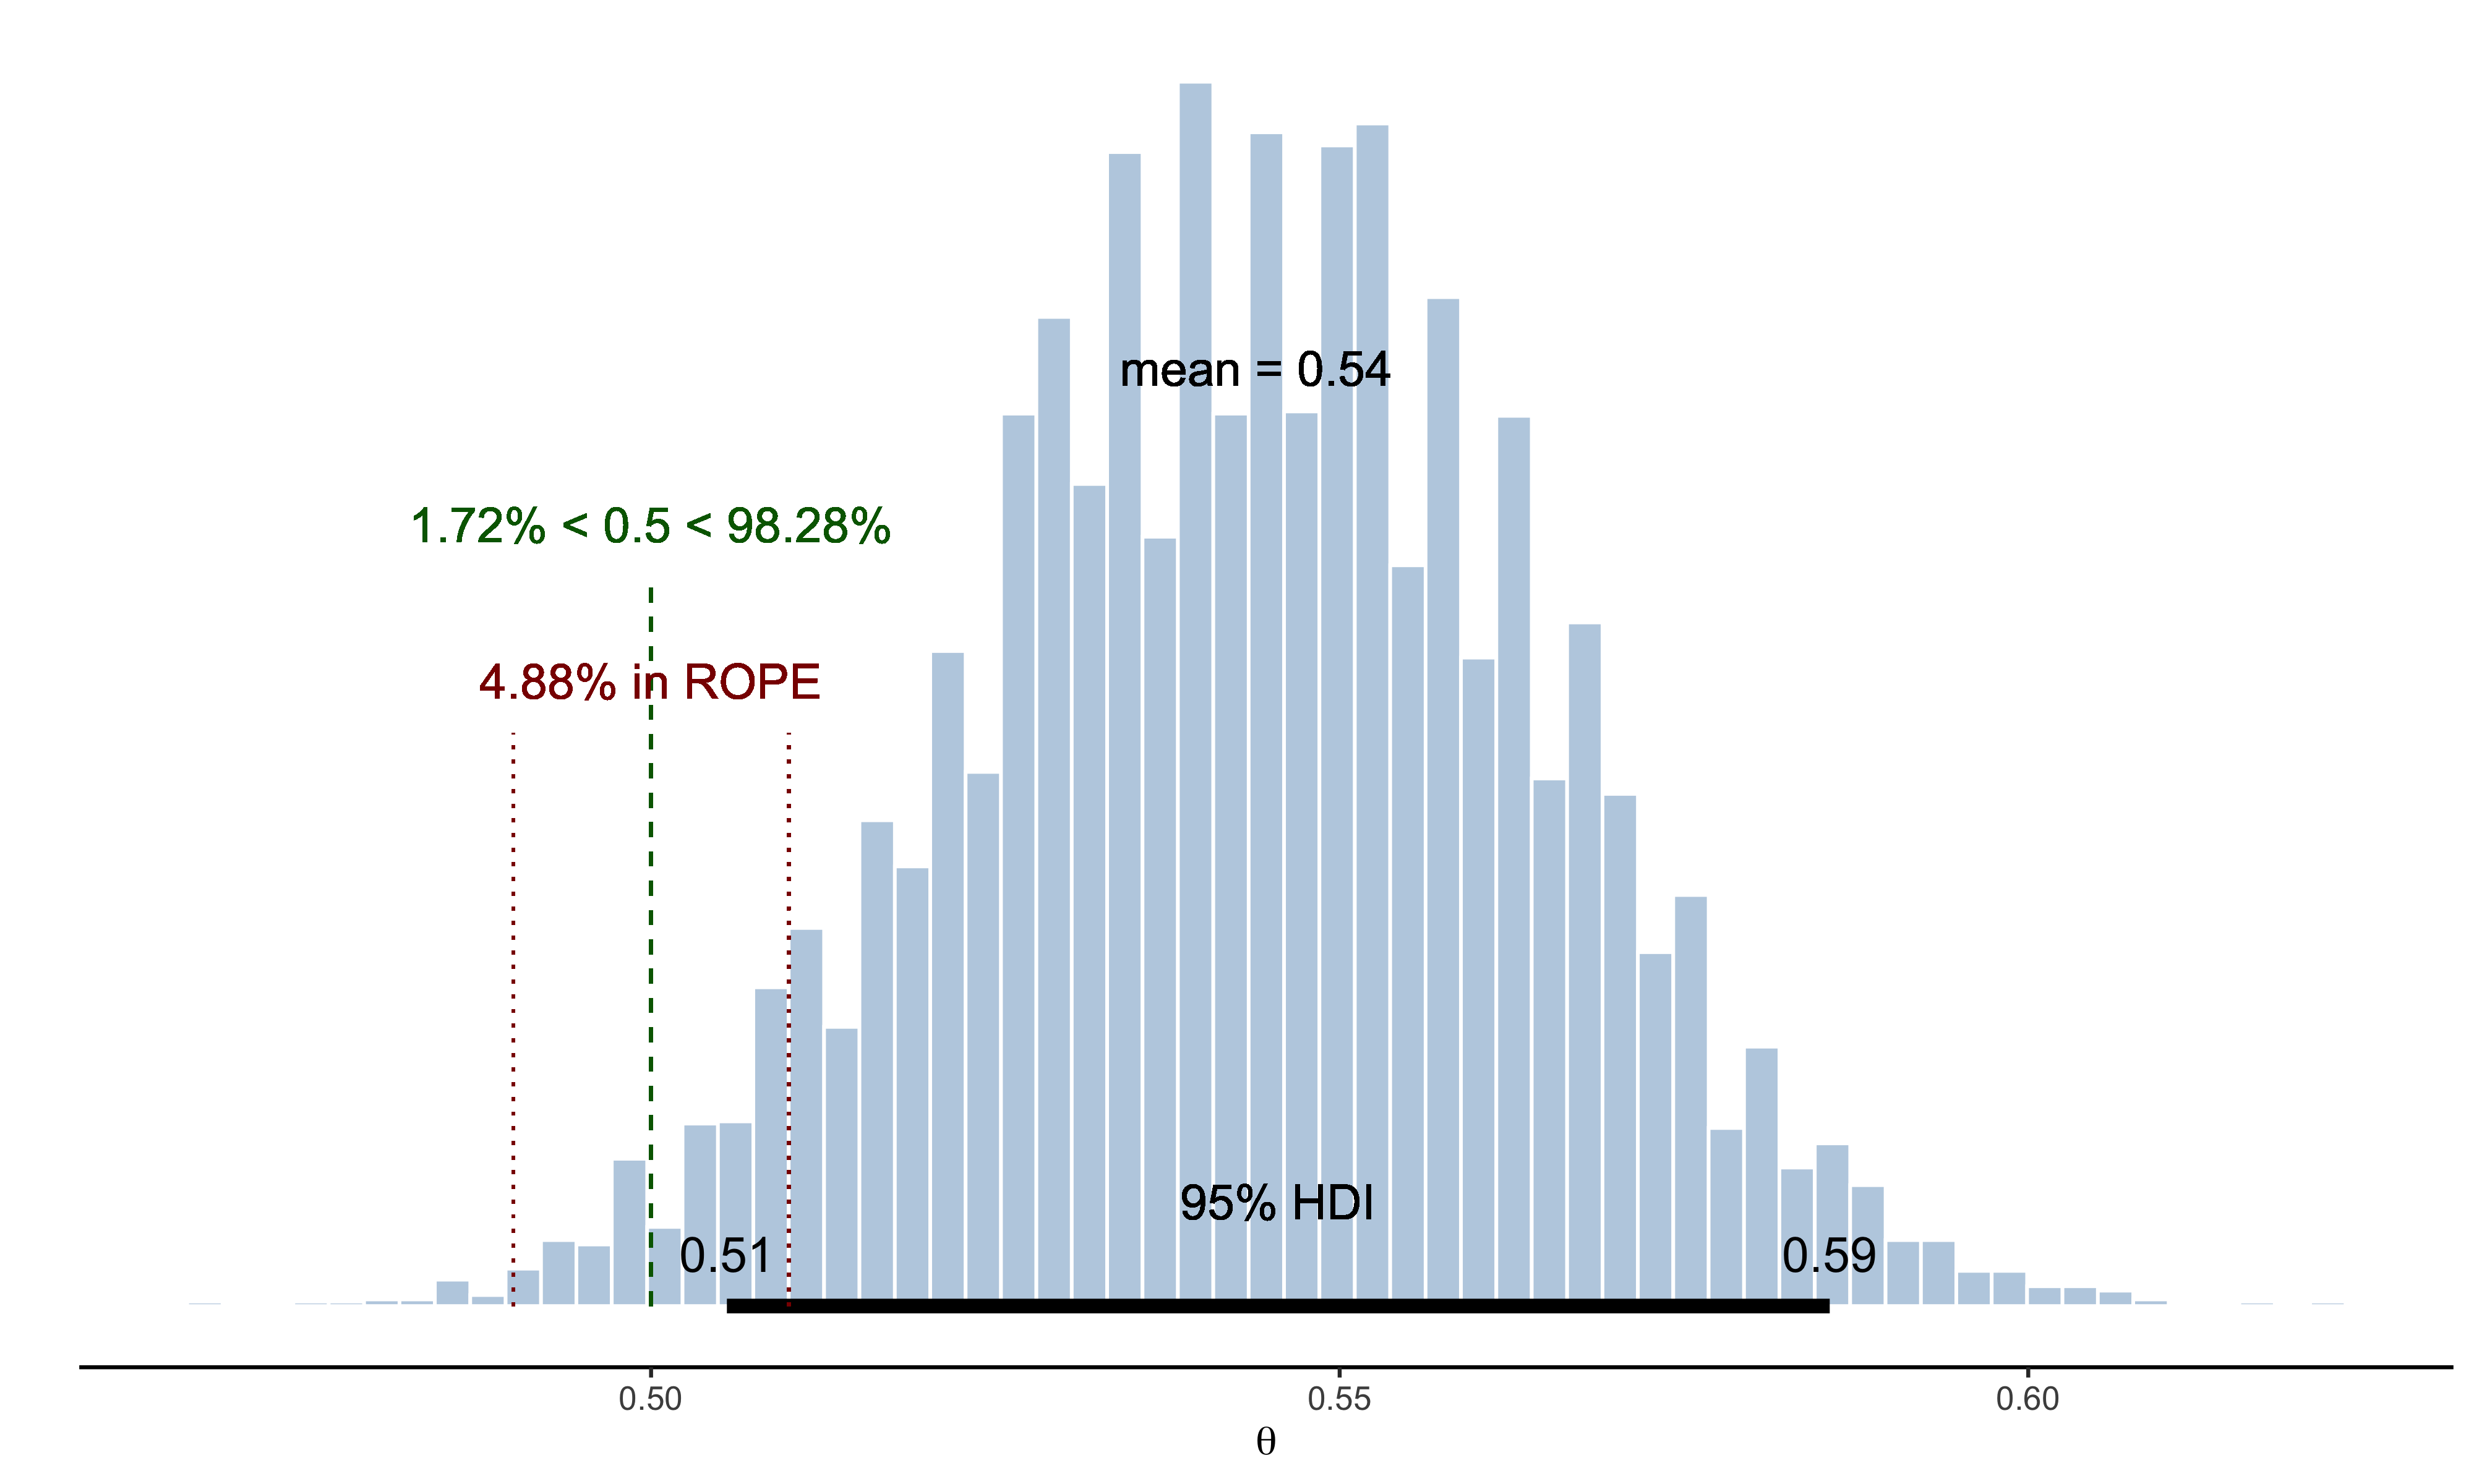 mean = 0.54
1.72% < 0.5 < 98.28%
4.88% in ROPE
95% HDI
0.51 0.59
0.50 0.55 0.60
θ